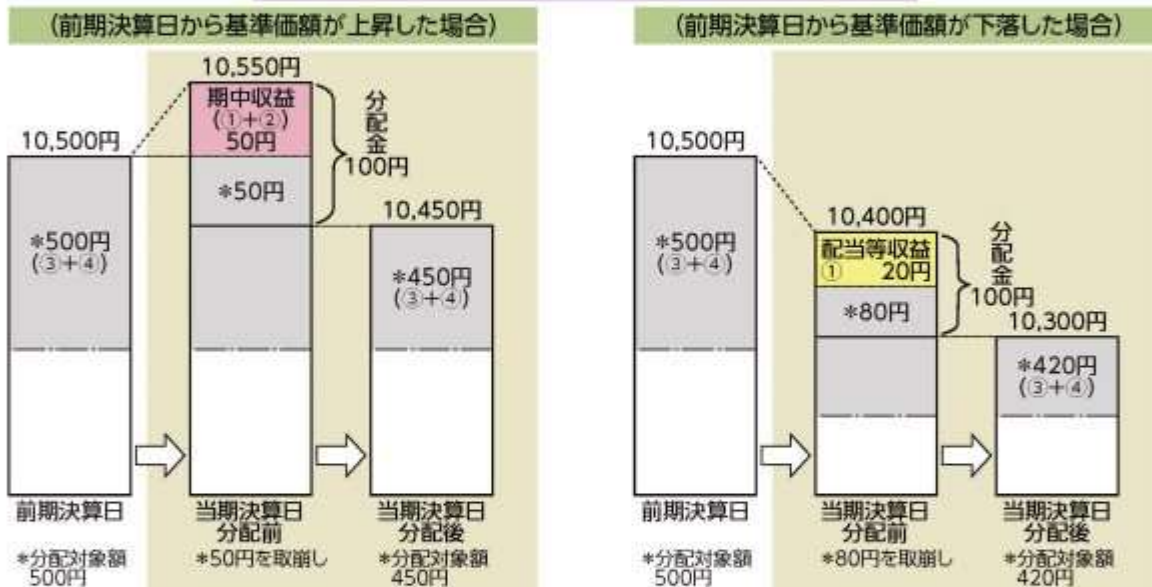 (前期決算日から基準価額が上昇した場合)
10,550円
期中収益
(①+②)
50円
分配金
100円
10,500円
*50円
*500円
(③+④)
10,450円
*450円
(③+④)
前期決算日
当期決算日
分配前
当期決算日
分配後
*分配対象額
500円
*50円を取崩し
*分配対象額
450円
(前期決算日から基準価額が下落した場合)
10,500円
*500円
(③+④)
10,400円
配当等収益
① 20円
分配金
100円
*80円
10,300円
*420円
(③+④)
前期決算日
当期決算日
分配前
当期決算日
分配後
*分配対象額
500円
*80円を取崩し
*分配対象額
420円